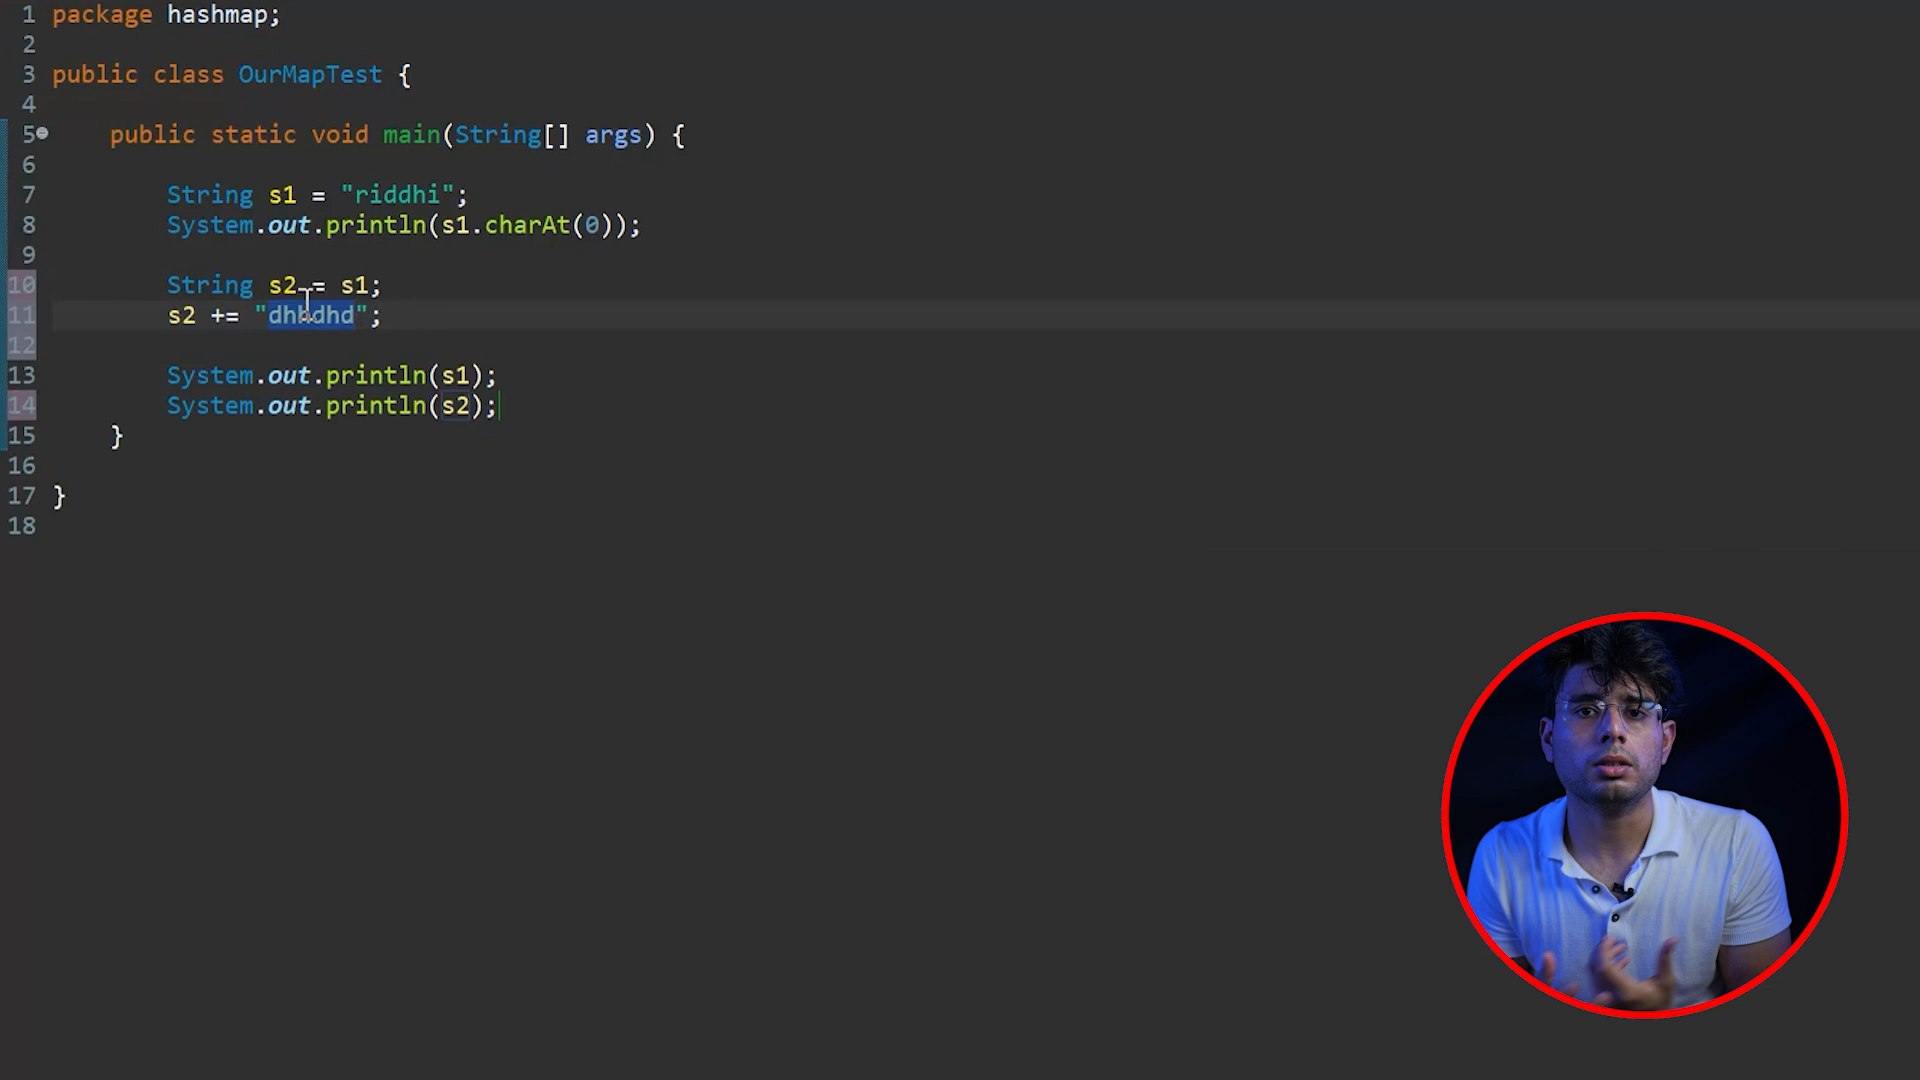 1 package hashmap;
2
3 public class OurMapTest {
4
5 public static void main(String[] args) {
6
7 String s1 = "riddhi";
8 System.out.println(s1.charAt(0));
9
10 String s2 = s1;
11 s2 += "dhhdhd";
12
13 System.out.println(s1);
14 System.out.println(s2);
15 }
16
17 }
18